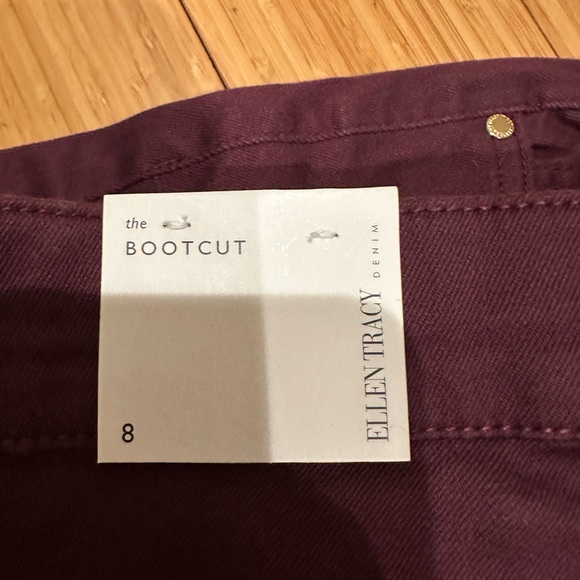 the
BOOTCUT
ELLEN TRACY DENIM
8